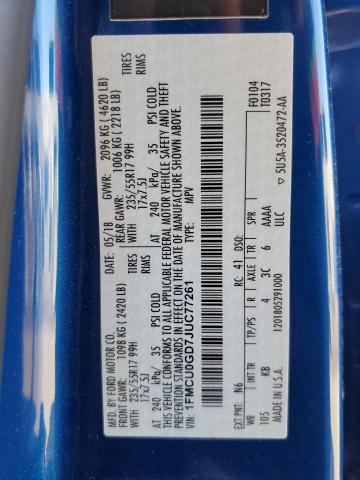 MFD. BY FORD MOTOR CO.
DATE: 05/18 GVWR: 2096 KG ( 4620 LB)
FRONT GAWR: 1098 KG (2420 LB) REAR GAWR: 1006 KG ( 2218 LB)
235/55R17 99H TIRES 235/55R17 99H TIRES
17x7.5J RIMS 17x7.5J RIMS
AT 240 kPa/ 35 PSI COLD AT 240 kPa/ 35 PSI COLD
THIS VEHICLE CONFORMS TO ALL APPLICABLE FEDERAL MOTOR VEHICLE SAFETY AND THEFT
PREVENTION STANDARDS IN EFFECT ON THE DATE OF MANUFACTURE SHOWN ABOVE.
VIN: 1FMCU0GD7JUC77261 TYPE: MPV
F0104
T0317
EXT PNT: N6 RC: 41 DSO:
WB INT TR TP/PS R AXLE TR SPR
105 KB 4 3C 6 AAAA
MADE IN U.S.A. 1201805291000 ULC
5U5A-3520472-AA